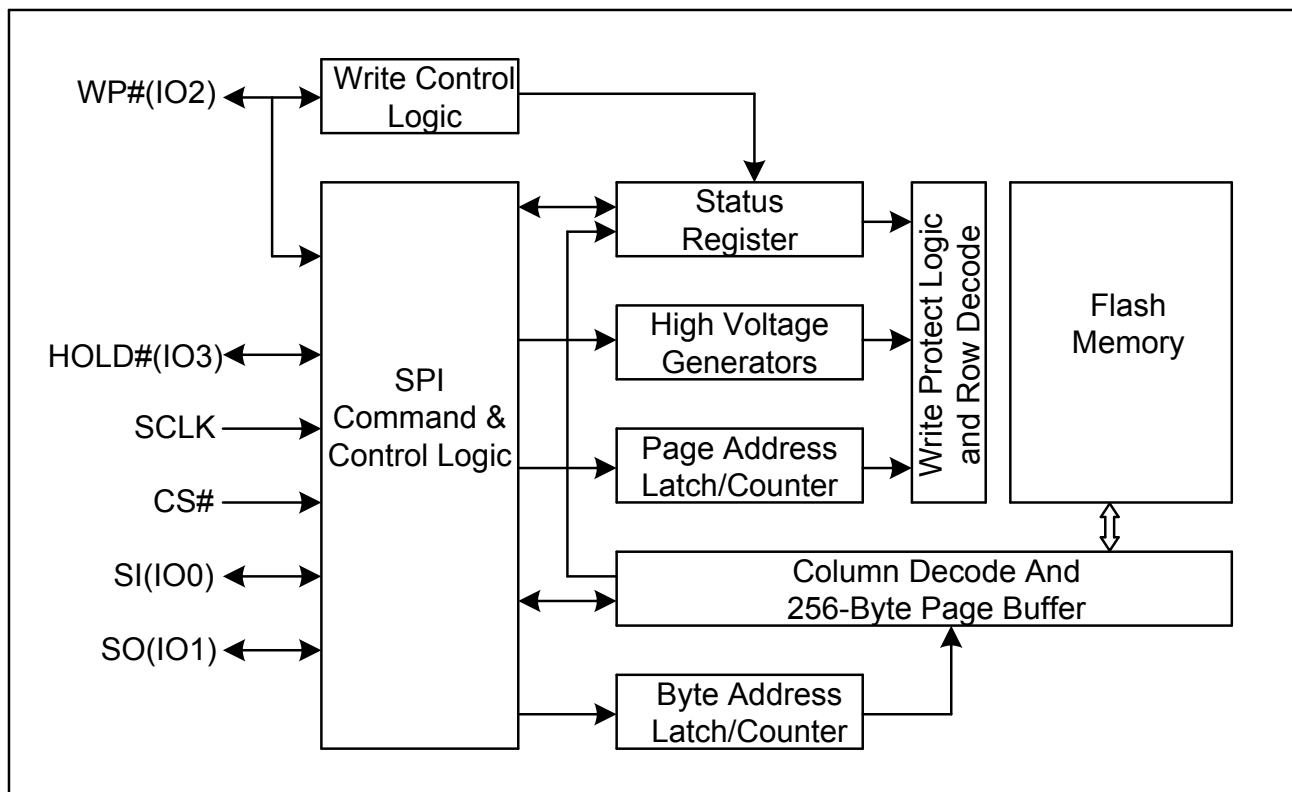 WP#(IO2)
Write Control
Logic
Status
Register
Write Protect Logic
and Row Decode
Flash
Memory
High Voltage
Generators
HOLD#(IO3)
SPI
Command &
Control Logic
SCLK
Page Address
Latch/Counter
CS#
SI(IO0)
Column Decode And
256-Byte Page Buffer
SO(IO1)
Byte Address
Latch/Counter